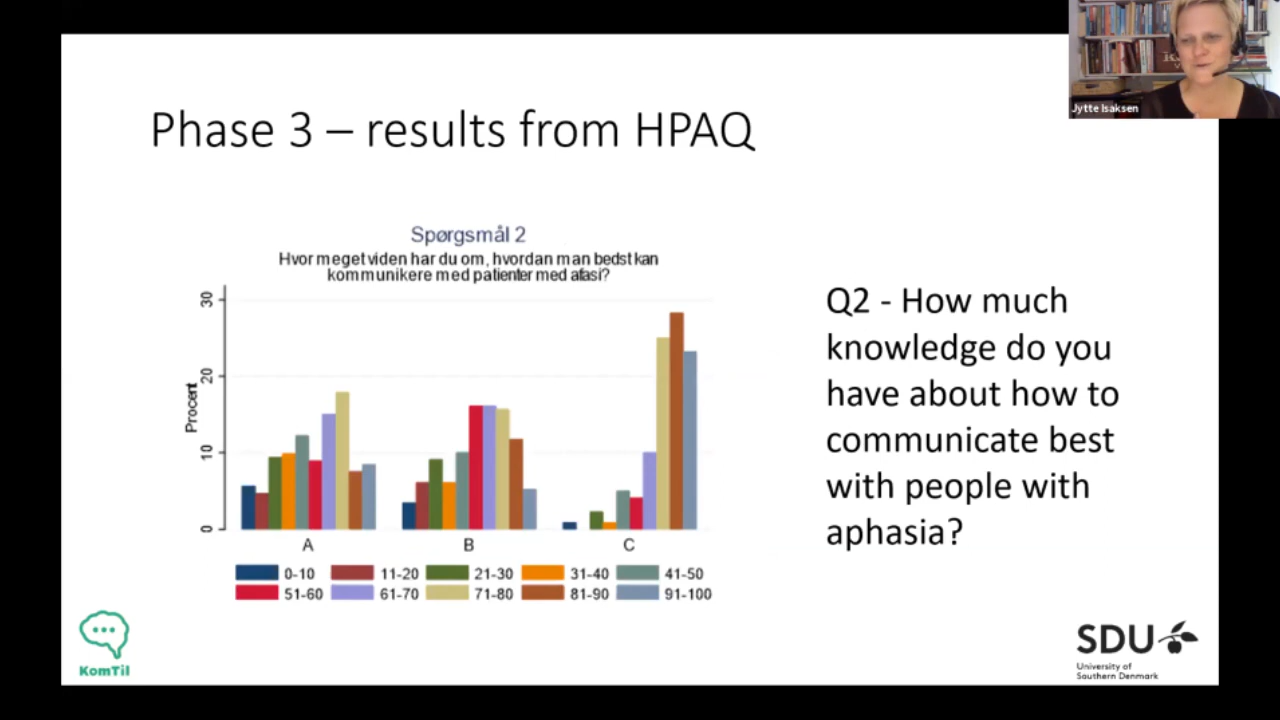 Jytte Isaksen
Phase 3 – results from HPAQ
Spørgsmål 2
Hvor meget viden har du om, hvordan man bedst kan
kommunikere med patienter med afasi?
Procent
30
20
10
0
A B C
0-10 11-20 21-30 31-40 41-50
51-60 61-70 71-80 81-90 91-100
Q2 - How much
knowledge do you
have about how to
communicate best
with people with
aphasia?
KomTil
SDU
University of
Southern Denmark